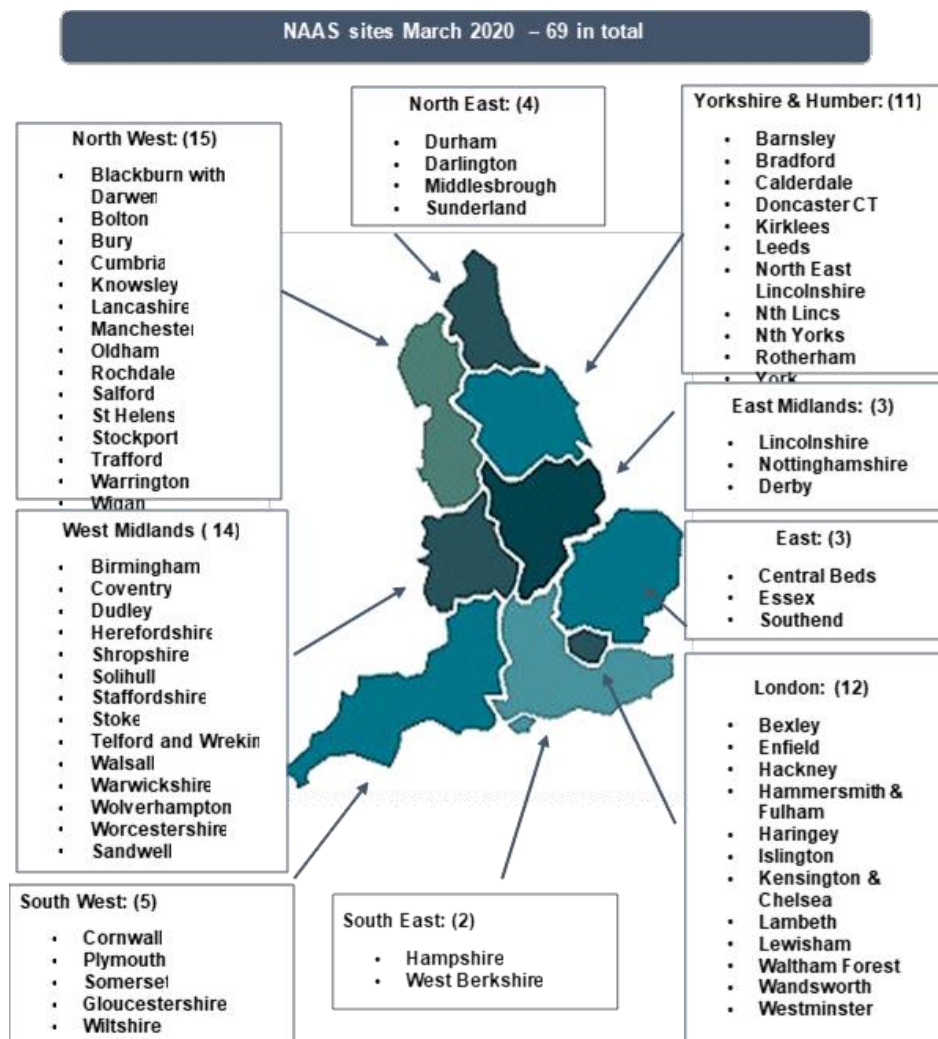 NAAS sites March 2020 – 69 in total
North East: (4)
Durham
Darlington
Middlesbrough
Sunderland
Yorkshire & Humber: (11)
Barnsley
Bradford
Calderdale
Doncaster CT
Kirklees
Leeds
North East
Lincolnshire
Nth Lincs
Nth Yorks
Rotherham
York
North West: (15)
Blackburn with
Darwen
Bolton
Bury
Cumbria
Knowsley
Lancashire
Manchester
Oldham
Rochdale
Salford
St Helens
Stockport
Trafford
Warrington
Wigan
East Midlands: (3)
Lincolnshire
Nottinghamshire
Derby
West Midlands ( 14)
Birmingham
Coventry
Dudley
Herefordshire
Shropshire
Solihull
Staffordshire
Stoke
Telford and Wrekin
Walsall
Warwickshire
Wolverhampton
Worcestershire
Sandwell
East: (3)
Central Beds
Essex
Southend
London: (12)
Bexley
Enfield
Hackney
Hammersmith &
Fulham
Haringey
Islington
Kensington &
Chelsea
Lambeth
Lewisham
Waltham Forest
Wandsworth
Westminster
South West: (5)
Cornwall
Plymouth
Somerset
Gloucestershire
Wiltshire
South East: (2)
Hampshire
West Berkshire